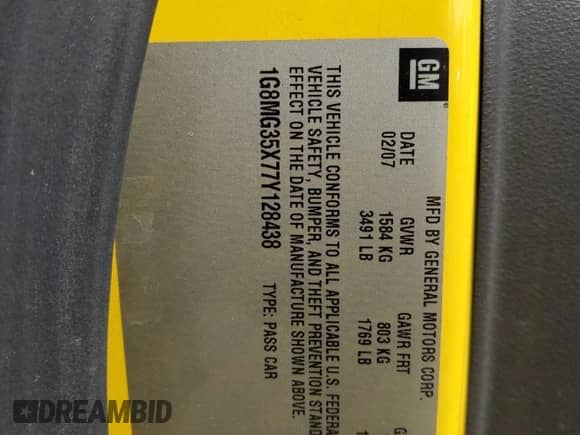 GM
MFD BY GENERAL MOTORS CORP.
DATE GVWR GAWR FRT
02/07 1584 KG 803 KG
3491 LB 1769 LB
THIS VEHICLE CONFORMS TO ALL APPLICABLE U.S. FEDERA
VEHICLE SAFETY, BUMPER, AND THEFT PREVENTION STAND
EFFECT ON THE DATE OF MANUFACTURE SHOWN ABOVE.
1G8MG35X77Y128438 TYPE: PASS CAR
DREAMBID